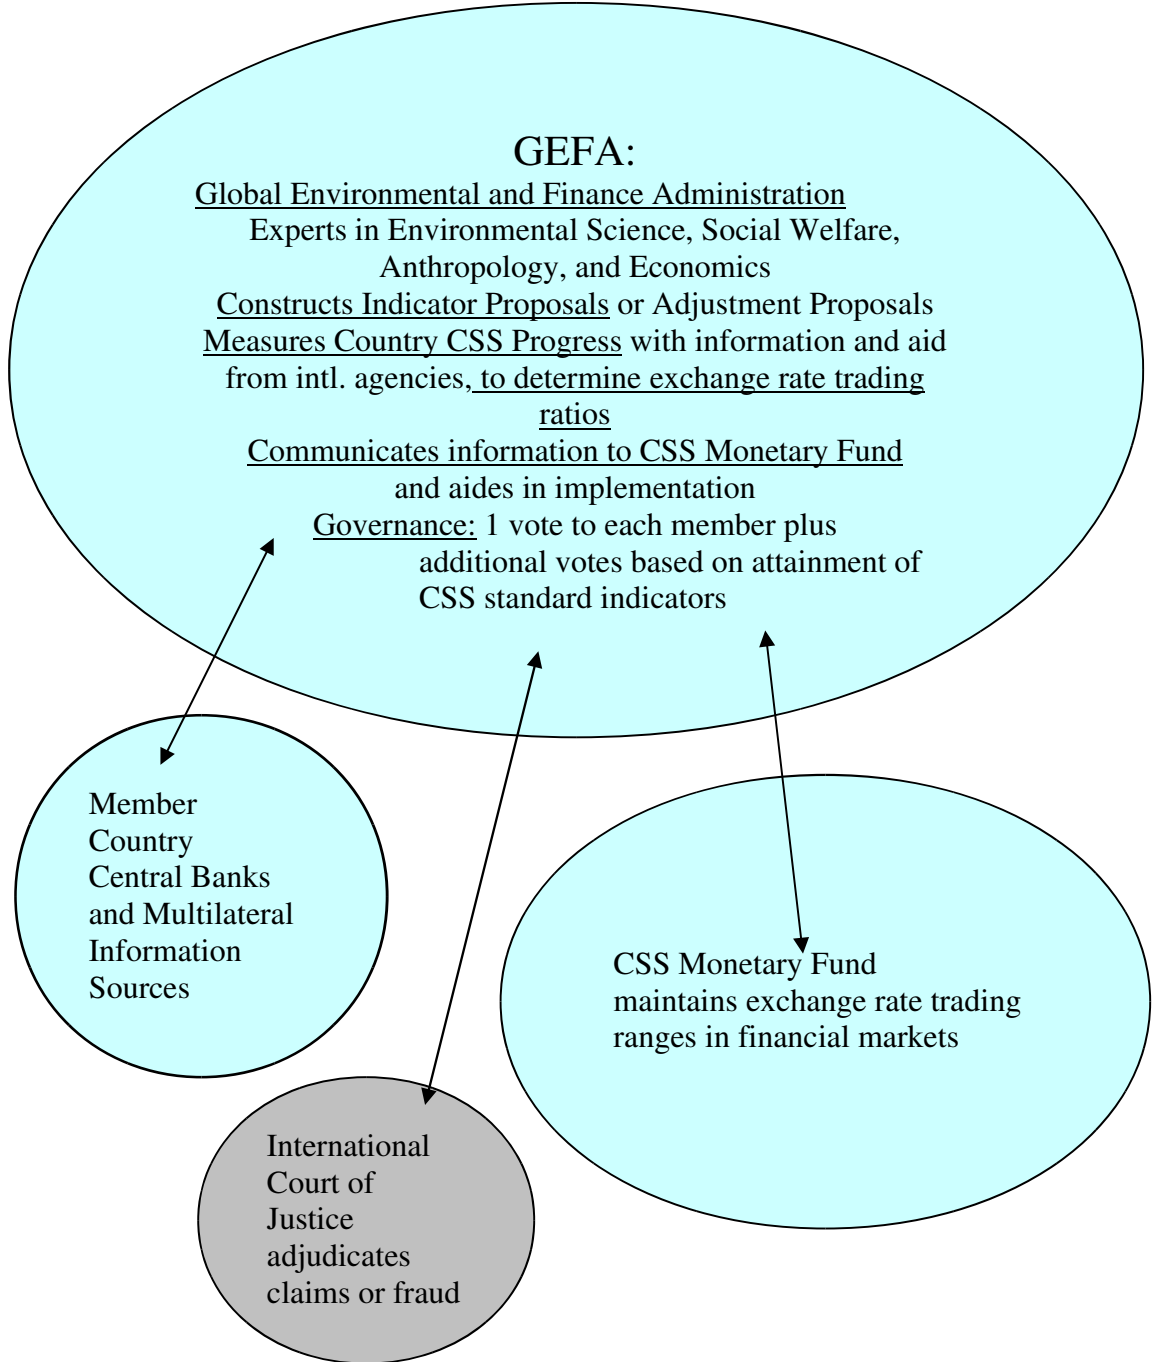 GEFA:
Global Environmental and Finance Administration
Experts in Environmental Science, Social Welfare,
Anthropology, and Economics
Constructs Indicator Proposals or Adjustment Proposals
Measures Country CSS Progress with information and aid
from intl. agencies, to determine exchange rate trading
ratios
Communicates information to CSS Monetary Fund
and aides in implementation
Governance: 1 vote to each member plus
additional votes based on attainment of
CSS standard indicators
Member
Country
Central Banks
and Multilateral
Information
Sources
CSS Monetary Fund
maintains exchange rate trading
ranges in financial markets
International
Court of
Justice
adjudicates
claims or fraud